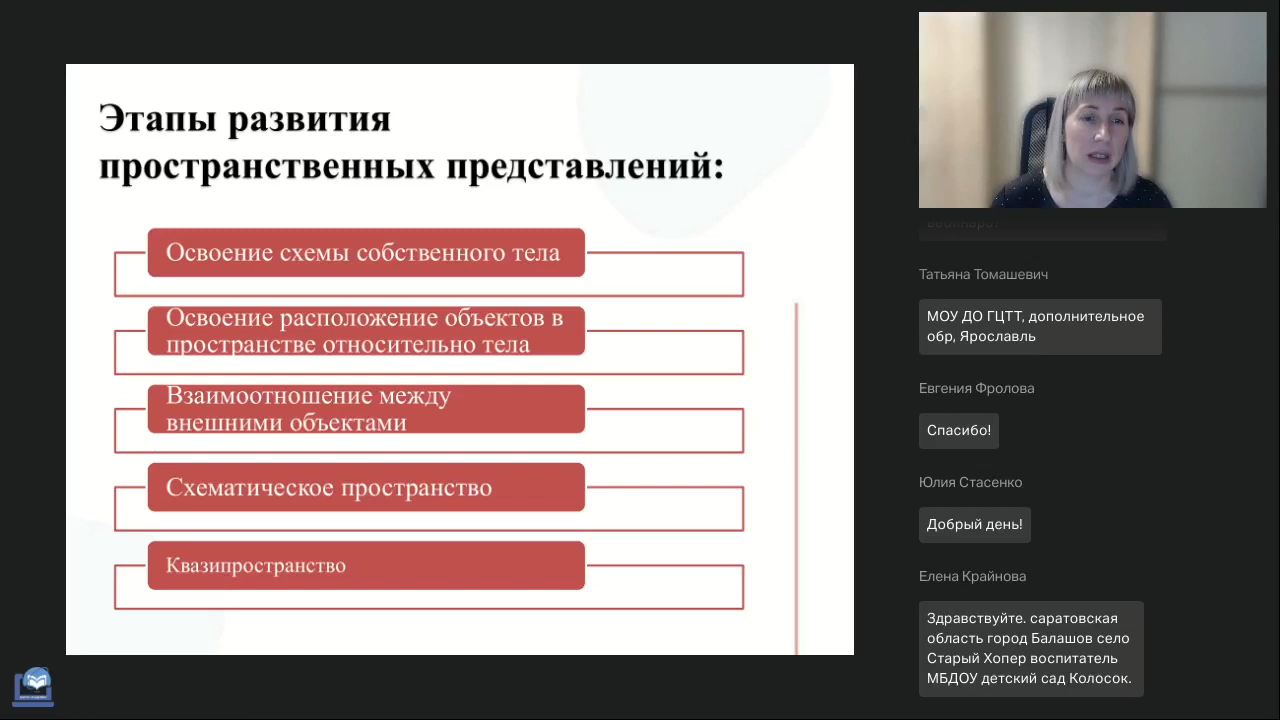 Этапы развития
пространственных представлений:
Освоение схемы собственного тела
Освоение расположение объектов в
пространстве относительно тела
Взаимоотношение между
внешними объектами
Схематическое пространство
Квазипространство
Татьяна Томашевич
МОУ ДО ГЦТТ, дополнительное
обр, Ярославль
Евгения Фролова
Спасибо!
Юлия Стасенко
Добрый день!
Елена Крайнова
Здравствуйте. саратовская
область город Балашов село
Старый Хопер воспитатель
МБДОУ детский сад Колосок.